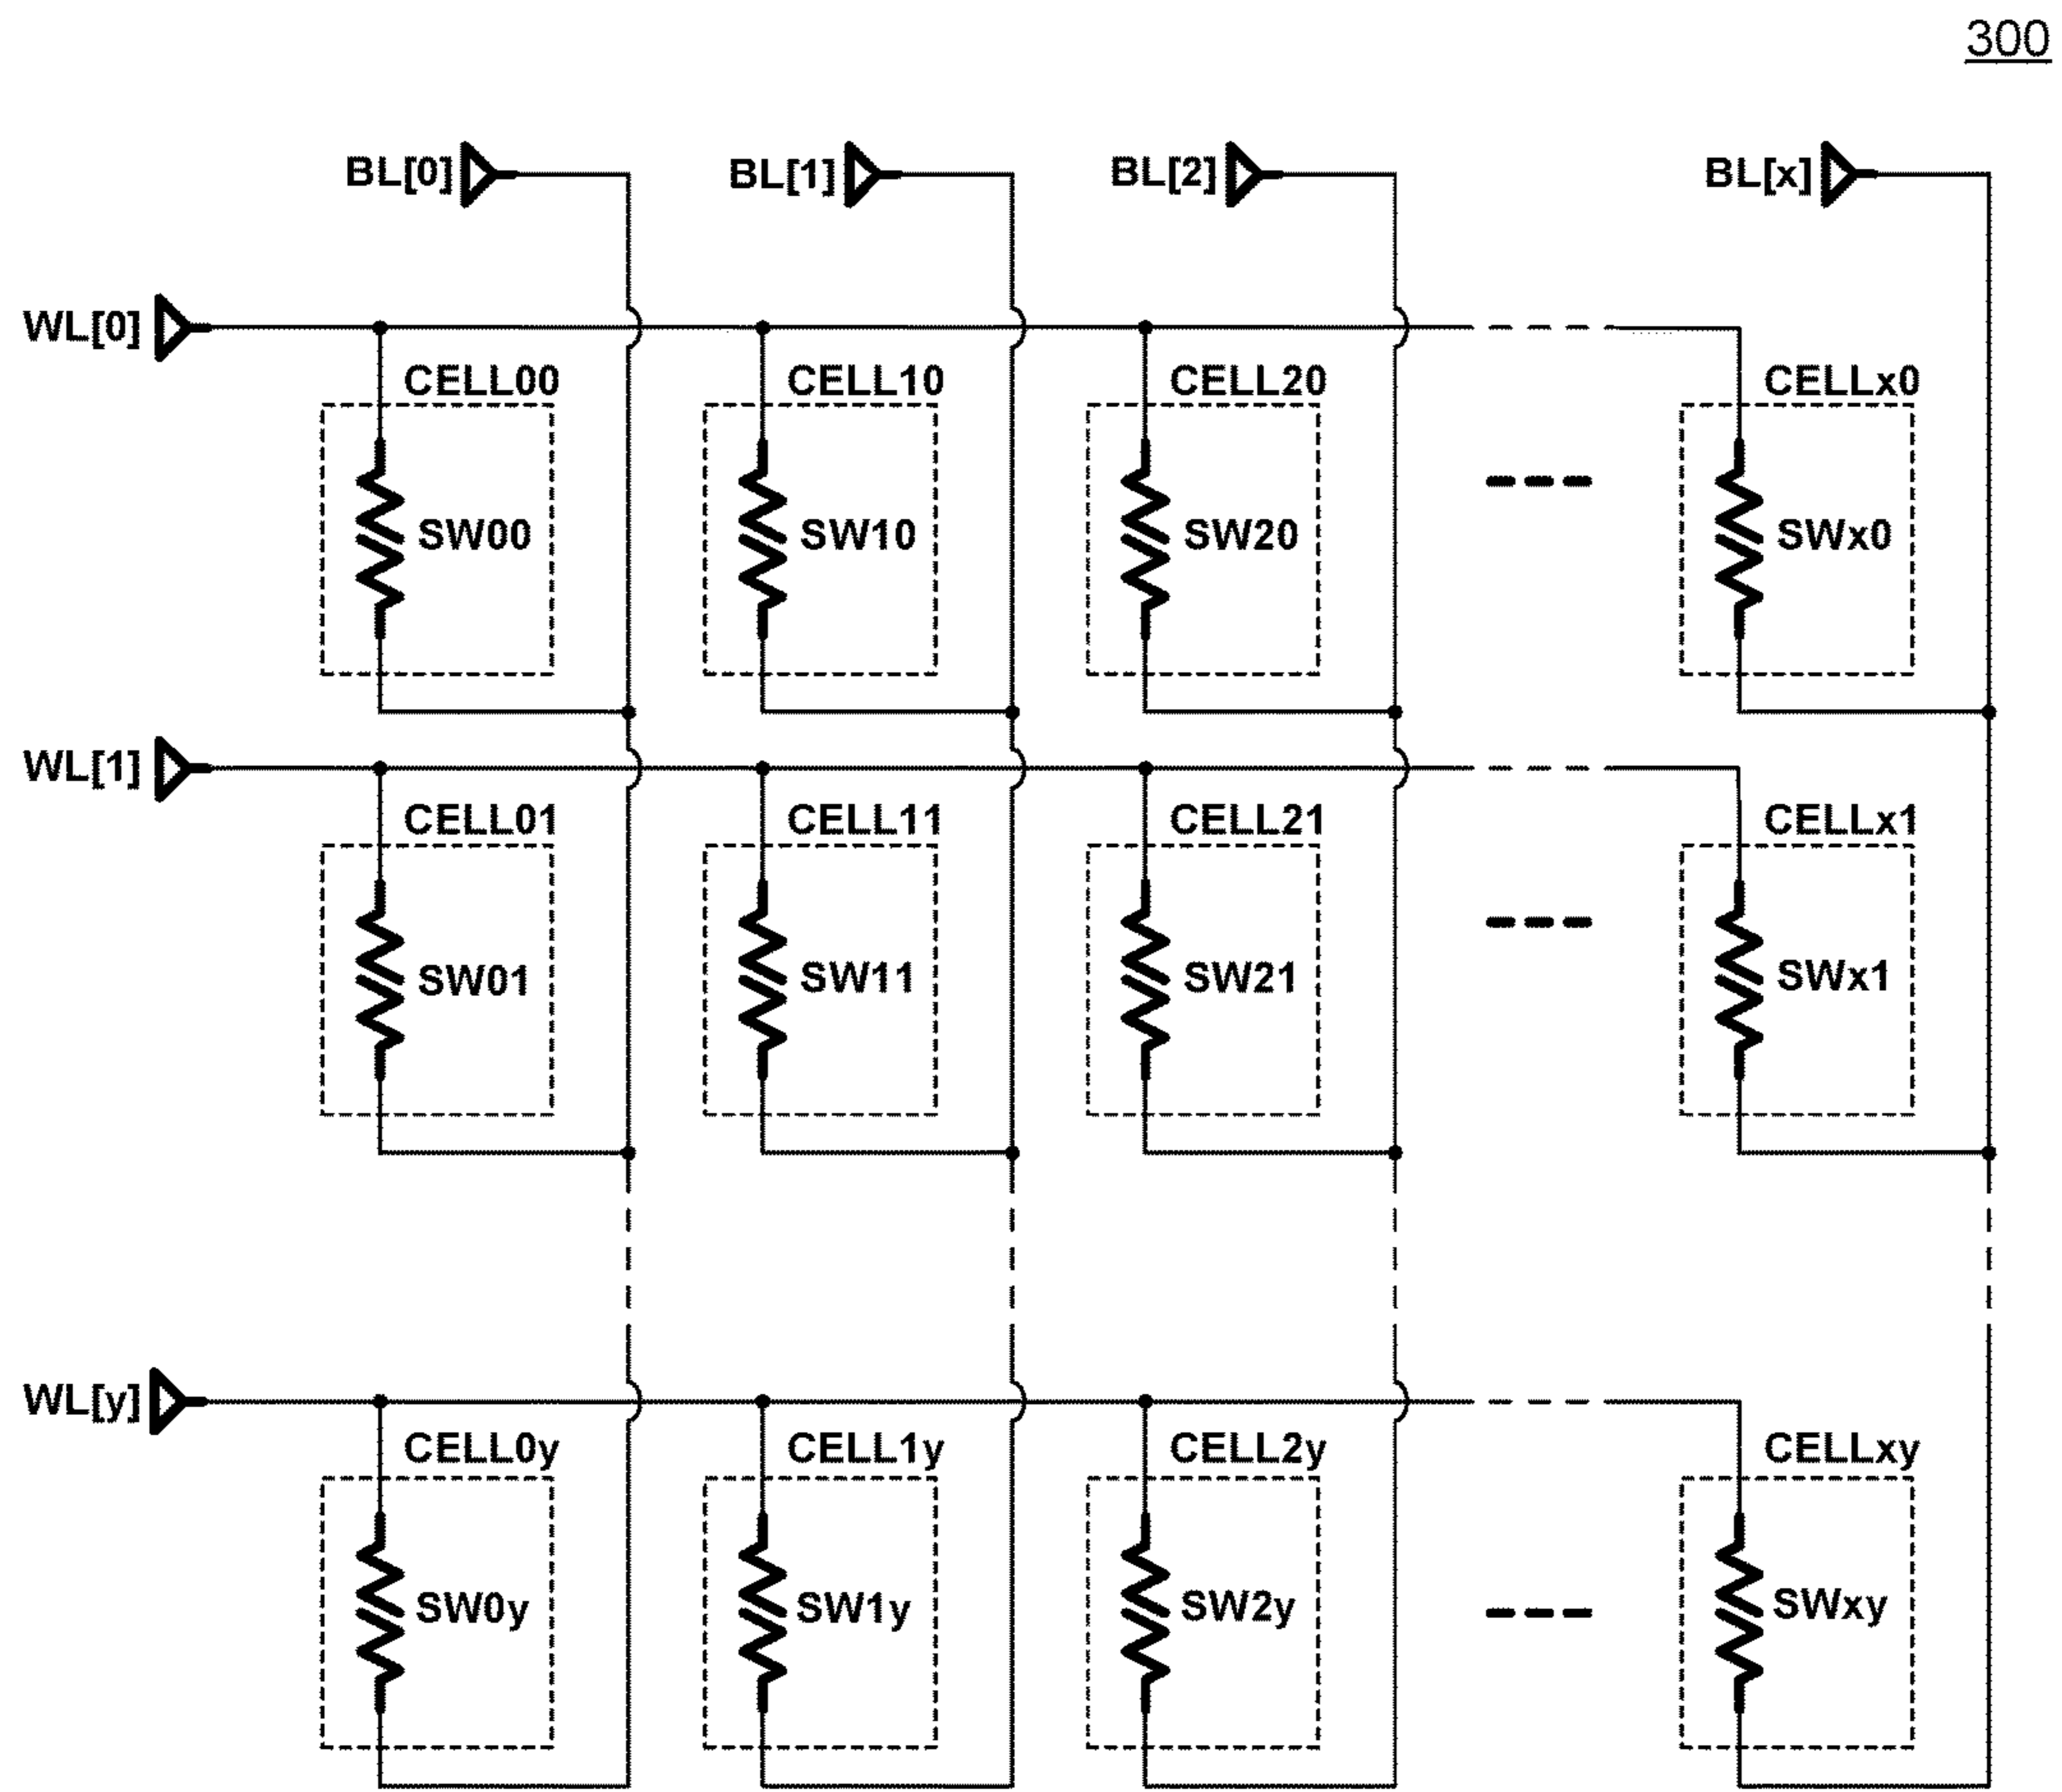 300
BL[0] BL[1] BL[2] BL[x]
WL[0]
CELL00 CELL10 CELL20 CELLx0
SW00 SW10 SW20 SWx0
WL[1]
CELL01 CELL11 CELL21 CELLx1
SW01 SW11 SW21 SWx1
WL[y]
CELL0y CELL1y CELL2y CELLxy
SW0y SW1y SW2y SWxy